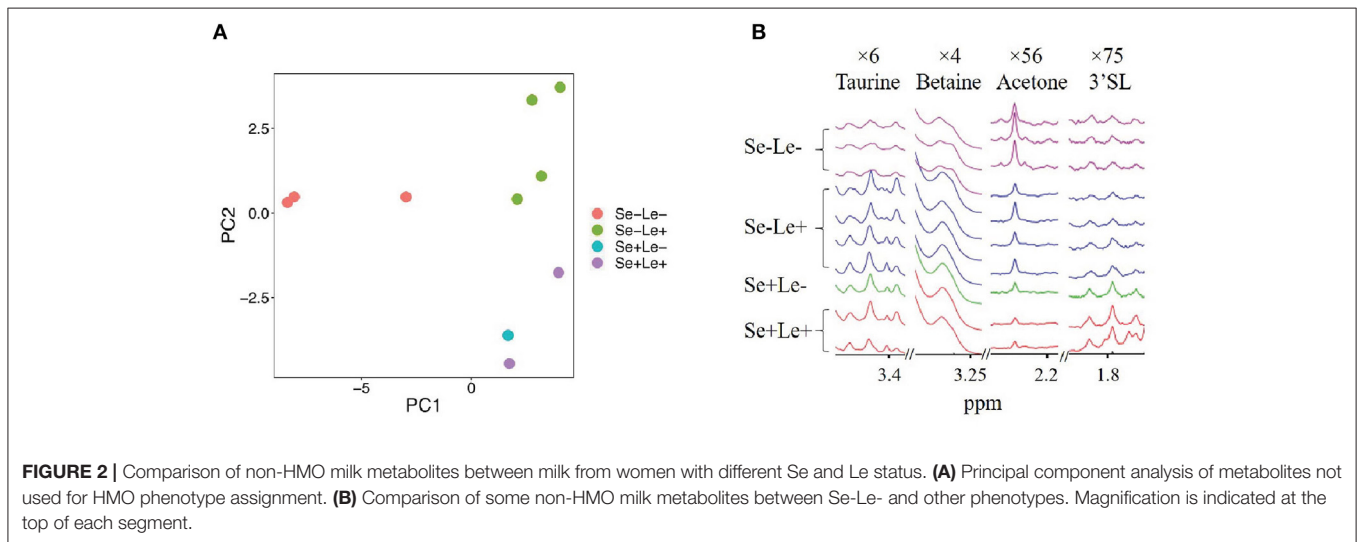 A
2.5
0.0
−2.5
PC2
−5
0
PC1
Se−Le−
Se−Le+
Se+Le−
Se+Le+
B
×6 ×4 ×56 ×75
Taurine Betaine Acetone 3'SL
Se-Le-
Se-Le+
Se+Le-
Se+Le+
3.4 3.25 2.2 1.8
ppm
FIGURE 2 | Comparison of non-HMO milk metabolites between milk from women with different Se and Le status. (A) Principal component analysis of metabolites not
used for HMO phenotype assignment. (B) Comparison of some non-HMO milk metabolites between Se-Le- and other phenotypes. Magnification is indicated at the
top of each segment.